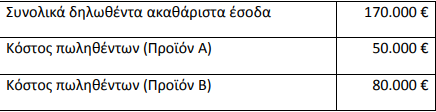 Συνολικά δηλωθέντα ακαθάριστα έσοδα 170.000 €
Κόστος πωληθέντων (Προϊόν Α) 50.000 €
Κόστος πωληθέντων (Προϊόν Β) 80.000 €